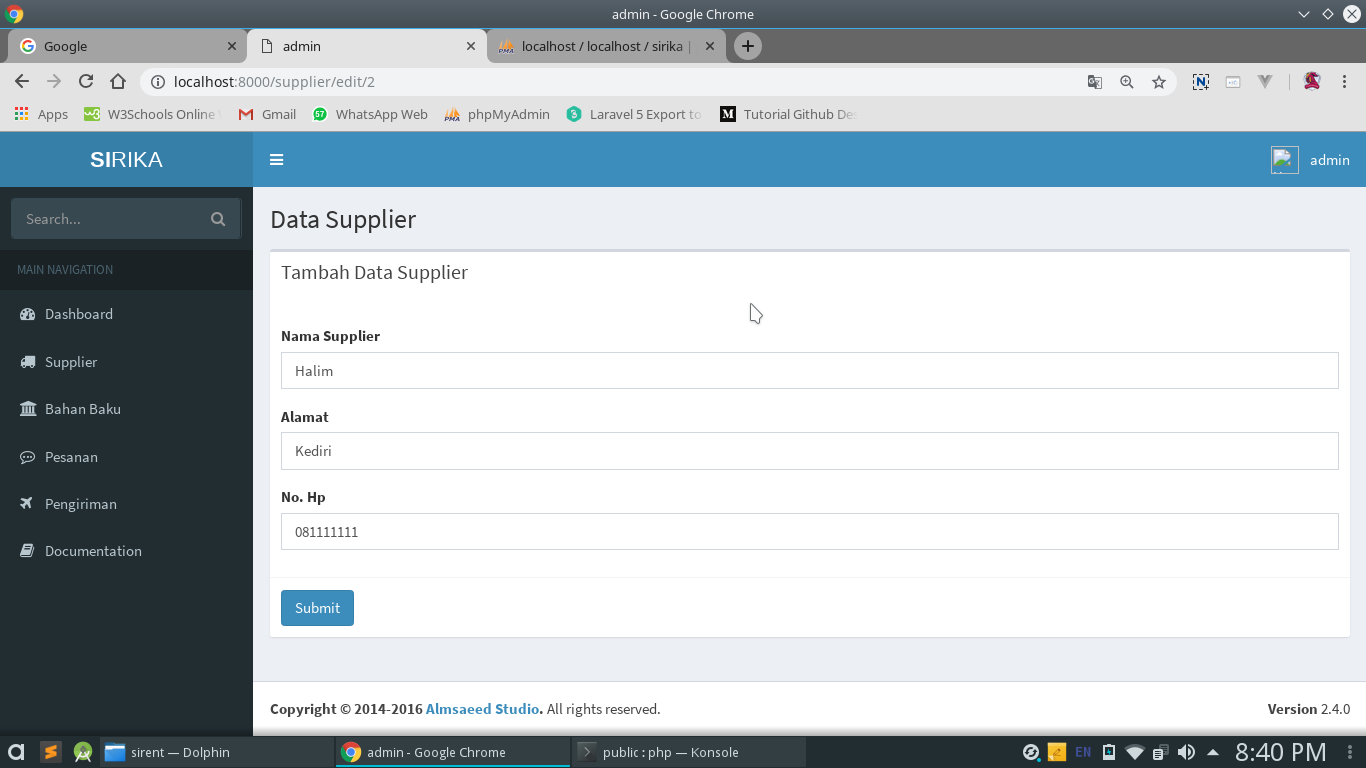 admin - Google Chrome
Google
admin
localhost / localhost / sirika |
localhost:8000/supplier/edit/2
Apps
W3Schools Online
Gmail
WhatsApp Web
phpMyAdmin
Laravel 5 Export to
Tutorial Github Des
SIRIKA
admin
Search...
MAIN NAVIGATION
Dashboard
Supplier
Bahan Baku
Pesanan
Pengiriman
Documentation
Data Supplier
Tambah Data Supplier
Nama Supplier
Halim
Alamat
Kediri
No. Hp
081111111
Submit
Copyright © 2014-2016 Almsaeed Studio. All rights reserved.
Version 2.4.0
sirent — Dolphin
admin - Google Chrome
public : php — Konsole
EN
8:40 PM